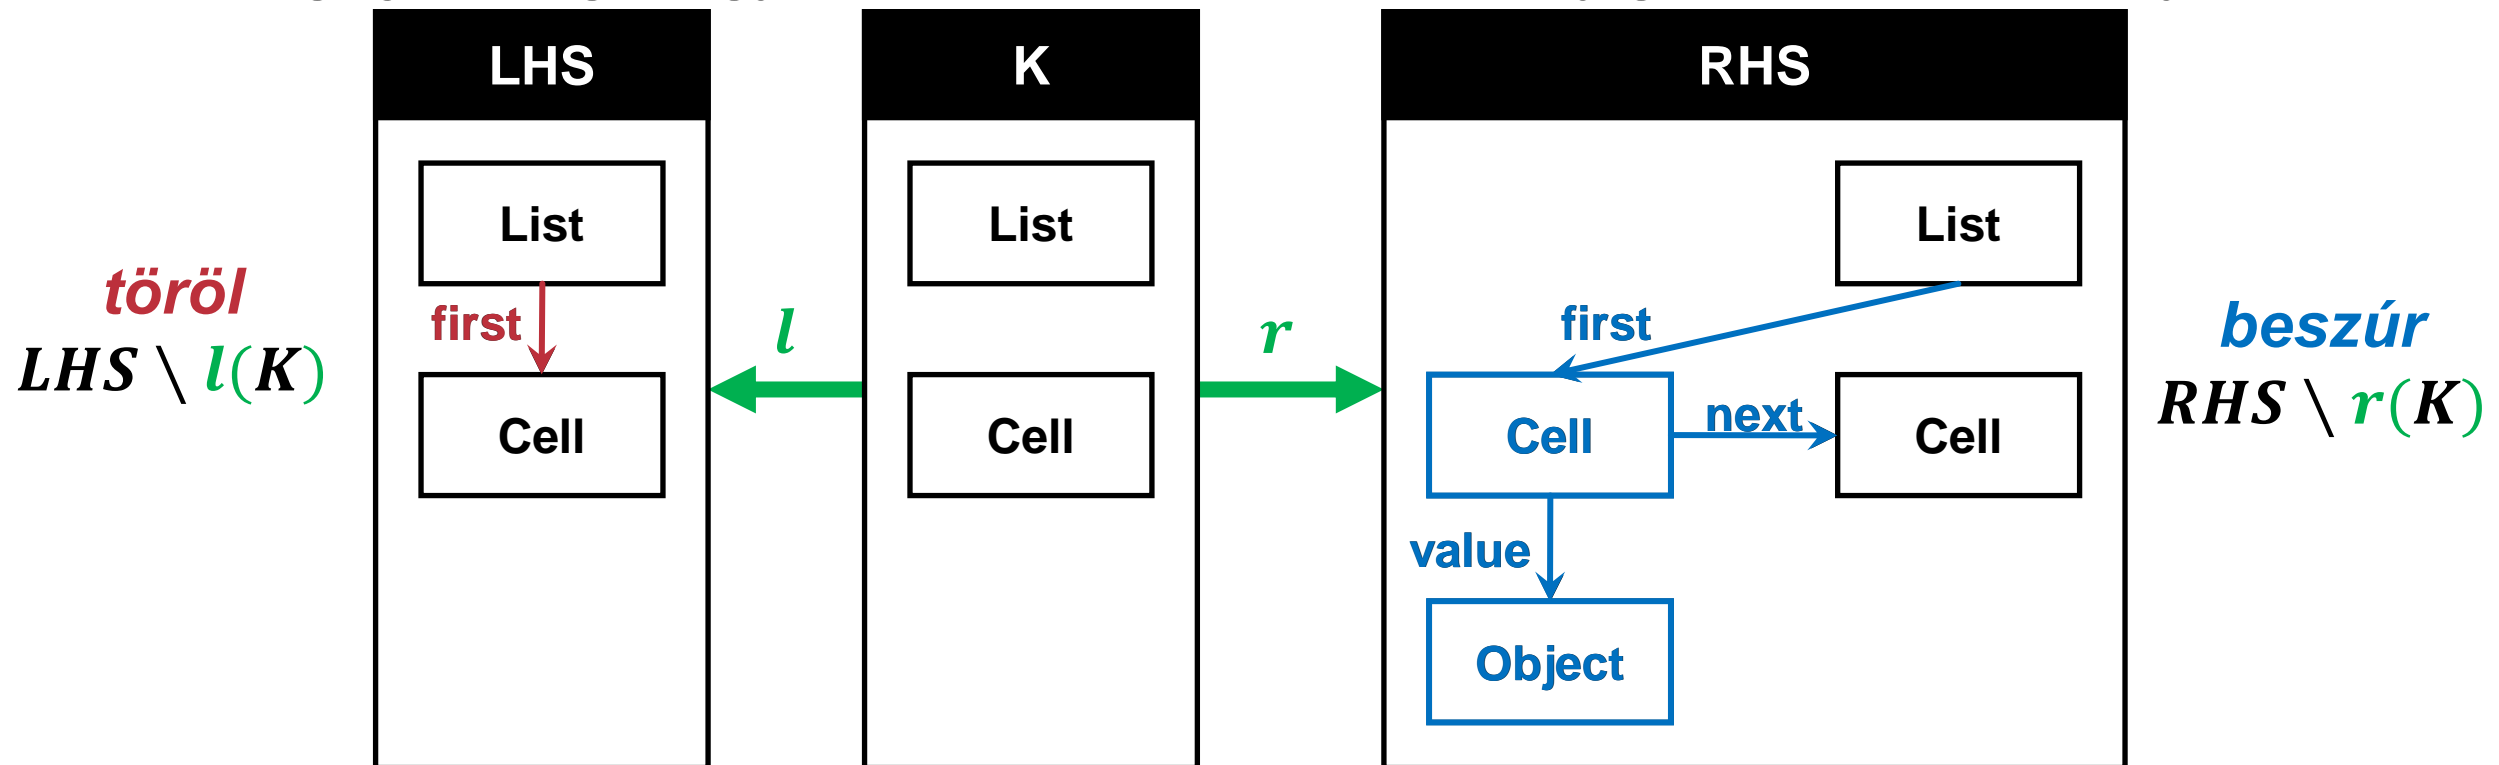 LHS
K
RHS
List
List
List
töröl
LHS \ l(K)
first
l
r
first
beszúr
RHS \ r(K)
Cell
Cell
Cell
next
Cell
value
Object